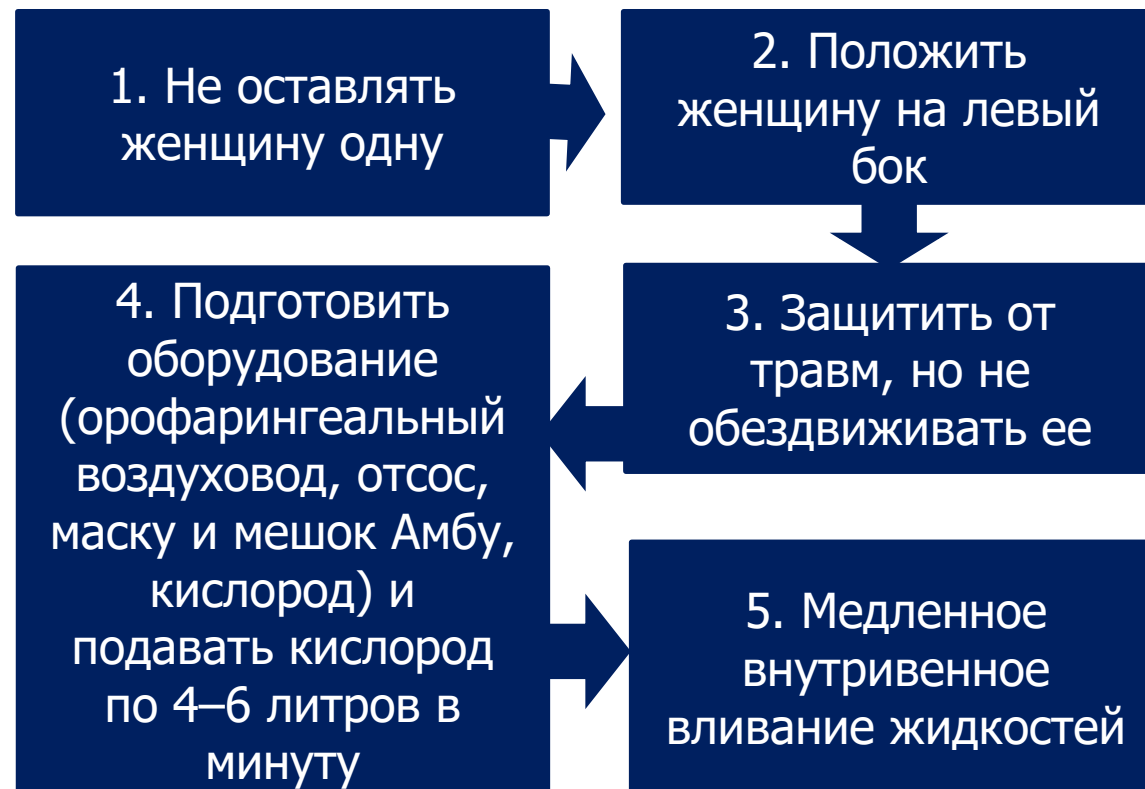 1. Не оставлять
женщину одну
2. Положить
женщину на левый
бок
3. Защитить от
травм, но не
обездвиживать ее
4. Подготовить
оборудование
(орофарингеальный
воздуховод, отсос,
маску и мешок Амбу,
кислород) и
подавать кислород
по 4–6 литров в
минуту
5. Медленное
внутривенное
вливание жидкостей